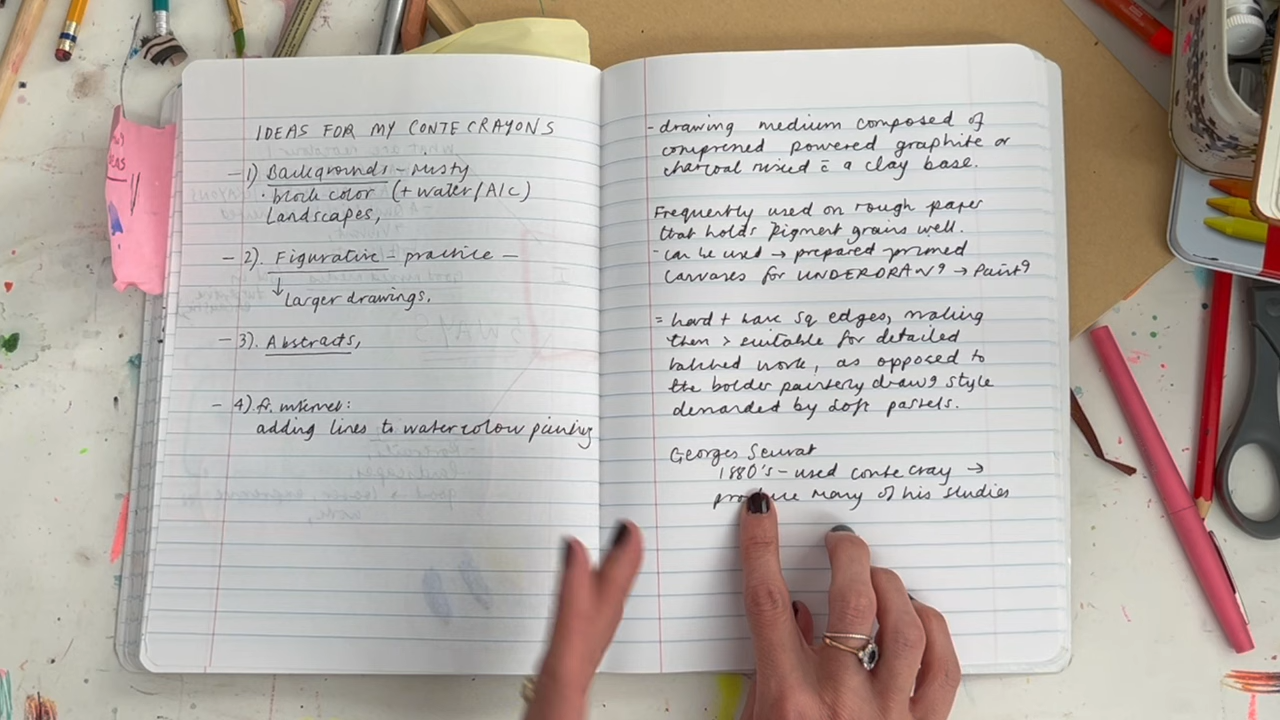 IDEAS FOR MY CONTE CRAYONS
- 1) Backgrounds - misty
· block color (+ water/Alc)
Landscapes,
- 2). Figurative - practice -
↳ Larger drawings.
- 3). Abstracts,
- 4). fr. internet:
adding lines to watercolour painting
- drawing medium composed of
compressed powered graphite or
charcoal mixed c̄ a clay base.
Frequently used on rough paper
that holds pigment grains well.
- can be used → prepared primed
canvases for UNDERDRAWg → Paintg
= hard + have sq edges, making
them > suitable for detailed
hatched work, as opposed to
the bolder painterly drawg style
demanded by soft pastels.
Georges Seurat
1880's - used conte cray →
produce many of his studies